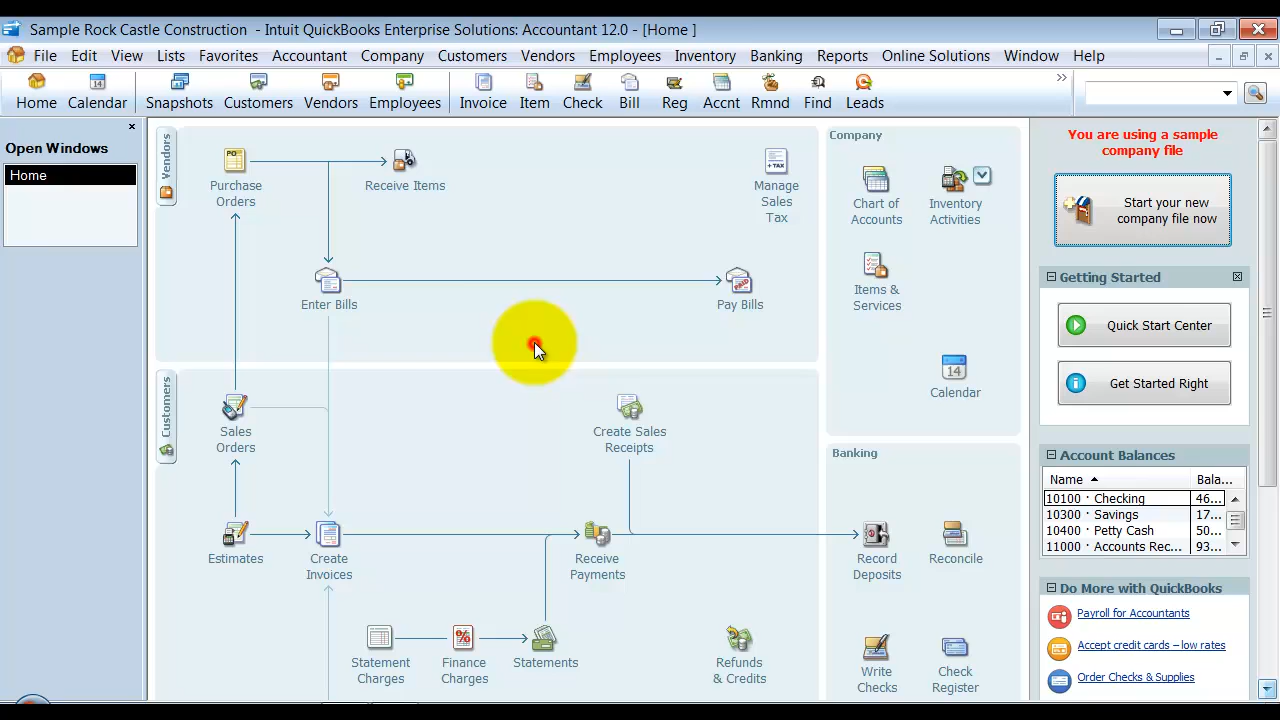 Sample Rock Castle Construction - Intuit QuickBooks Enterprise Solutions: Accountant 12.0 - [Home ]
File Edit View Lists Favorites Accountant Company Customers Vendors Employees Inventory Banking Reports Online Solutions Window Help
Home Calendar Snapshots Customers Vendors Employees Invoice Item Check Bill Reg Accnt Rmnd Find Leads
Open Windows
Home
Vendors
Purchase
Orders
Receive Items
+ TAX
Manage
Sales
Tax
Enter Bills
Pay Bills
Customers
Sales
Orders
Create Sales
Receipts
Estimates
Create
Invoices
Receive
Payments
Statement
Charges
Finance
Charges
Statements
Refunds
& Credits
Company
Chart of
Accounts
Inventory
Activities
Items &
Services
14
Calendar
Banking
Record
Deposits
Reconcile
Write
Checks
Check
Register
You are using a sample
company file
Start your new
company file now
Getting Started
Quick Start Center
Get Started Right
Account Balances
Name Bala...
10100 · Checking 46...
10300 · Savings 17...
10400 · Petty Cash 50...
11000 · Accounts Rec... 93...
Do More with QuickBooks
Payroll for Accountants
Accept credit cards – low rates
Order Checks & Supplies